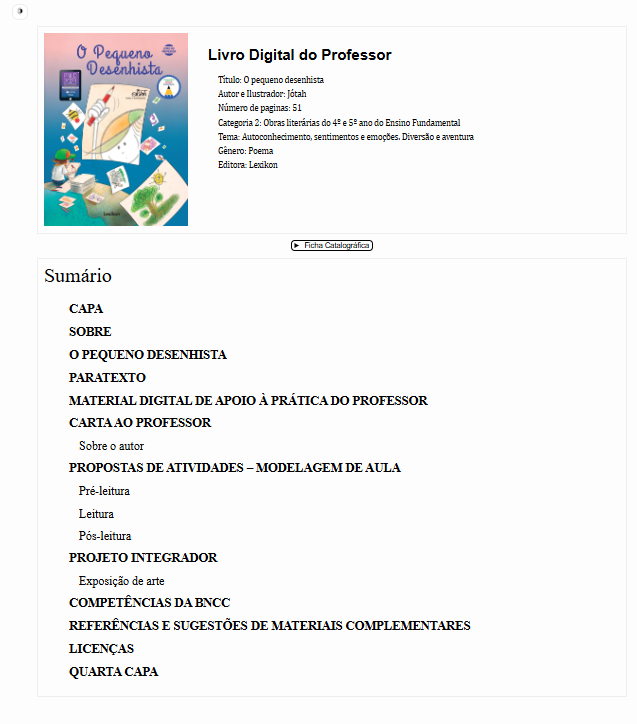 O Pequeno
Desenhista
Lexikon
Livro Digital do Professor
Título: O pequeno desenhista
Autor e Ilustrador: Jótah
Número de paginas: 51
Categoria 2: Obras literárias do 4º e 5º ano do Ensino Fundamental
Tema: Autoconhecimento, sentimentos e emoções. Diversão e aventura
Gênero: Poema
Editora: Lexikon
► Ficha Catalográfica
Sumário
CAPA
SOBRE
O PEQUENO DESENHISTA
PARATEXTO
MATERIAL DIGITAL DE APOIO À PRÁTICA DO PROFESSOR
CARTA AO PROFESSOR
Sobre o autor
PROPOSTAS DE ATIVIDADES – MODELAGEM DE AULA
Pré-leitura
Leitura
Pós-leitura
PROJETO INTEGRADOR
Exposição de arte
COMPETÊNCIAS DA BNCC
REFERÊNCIAS E SUGESTÕES DE MATERIAIS COMPLEMENTARES
LICENÇAS
QUARTA CAPA